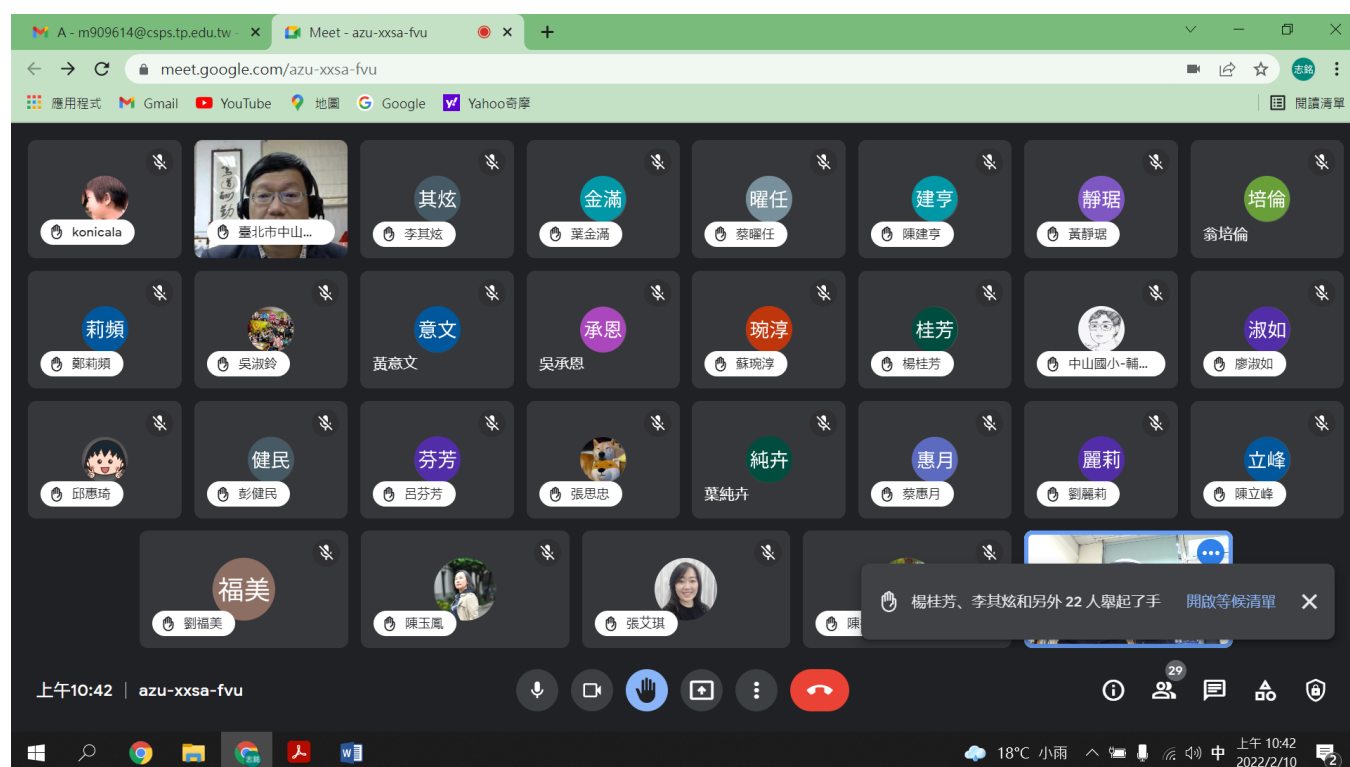 A - m909614@csps.tp.edu.tw -
Meet - azu-xxsa-fvu
meet.google.com/azu-xxsa-fvu
志銘
應用程式 Gmail YouTube 地圖 Google Yahoo奇摩 閱讀清單
konicala
臺北市中山...
其炫
李其炫
金滿
葉金滿
曜任
蔡曜任
建亨
陳建亨
靜琚
黃靜琚
培倫
翁培倫
莉頻
鄭莉頻
吳淑鈴
意文
黃意文
承恩
吳承恩
琬淳
蘇琬淳
桂芳
楊桂芳
中山國小-輔...
淑如
廖淑如
邱惠琦
健民
彭健民
芬芳
呂芬芳
張思忠
純卉
葉純卉
惠月
蔡惠月
麗莉
劉麗莉
立峰
陳立峰
福美
劉福美
陳玉鳳
張艾琪
陳
楊桂芳、李其炫和另外 22 人舉起了手 開啟等候清單
上午10:42 | azu-xxsa-fvu
29
18°C 小雨 中 上午 10:42
2022/2/10
2